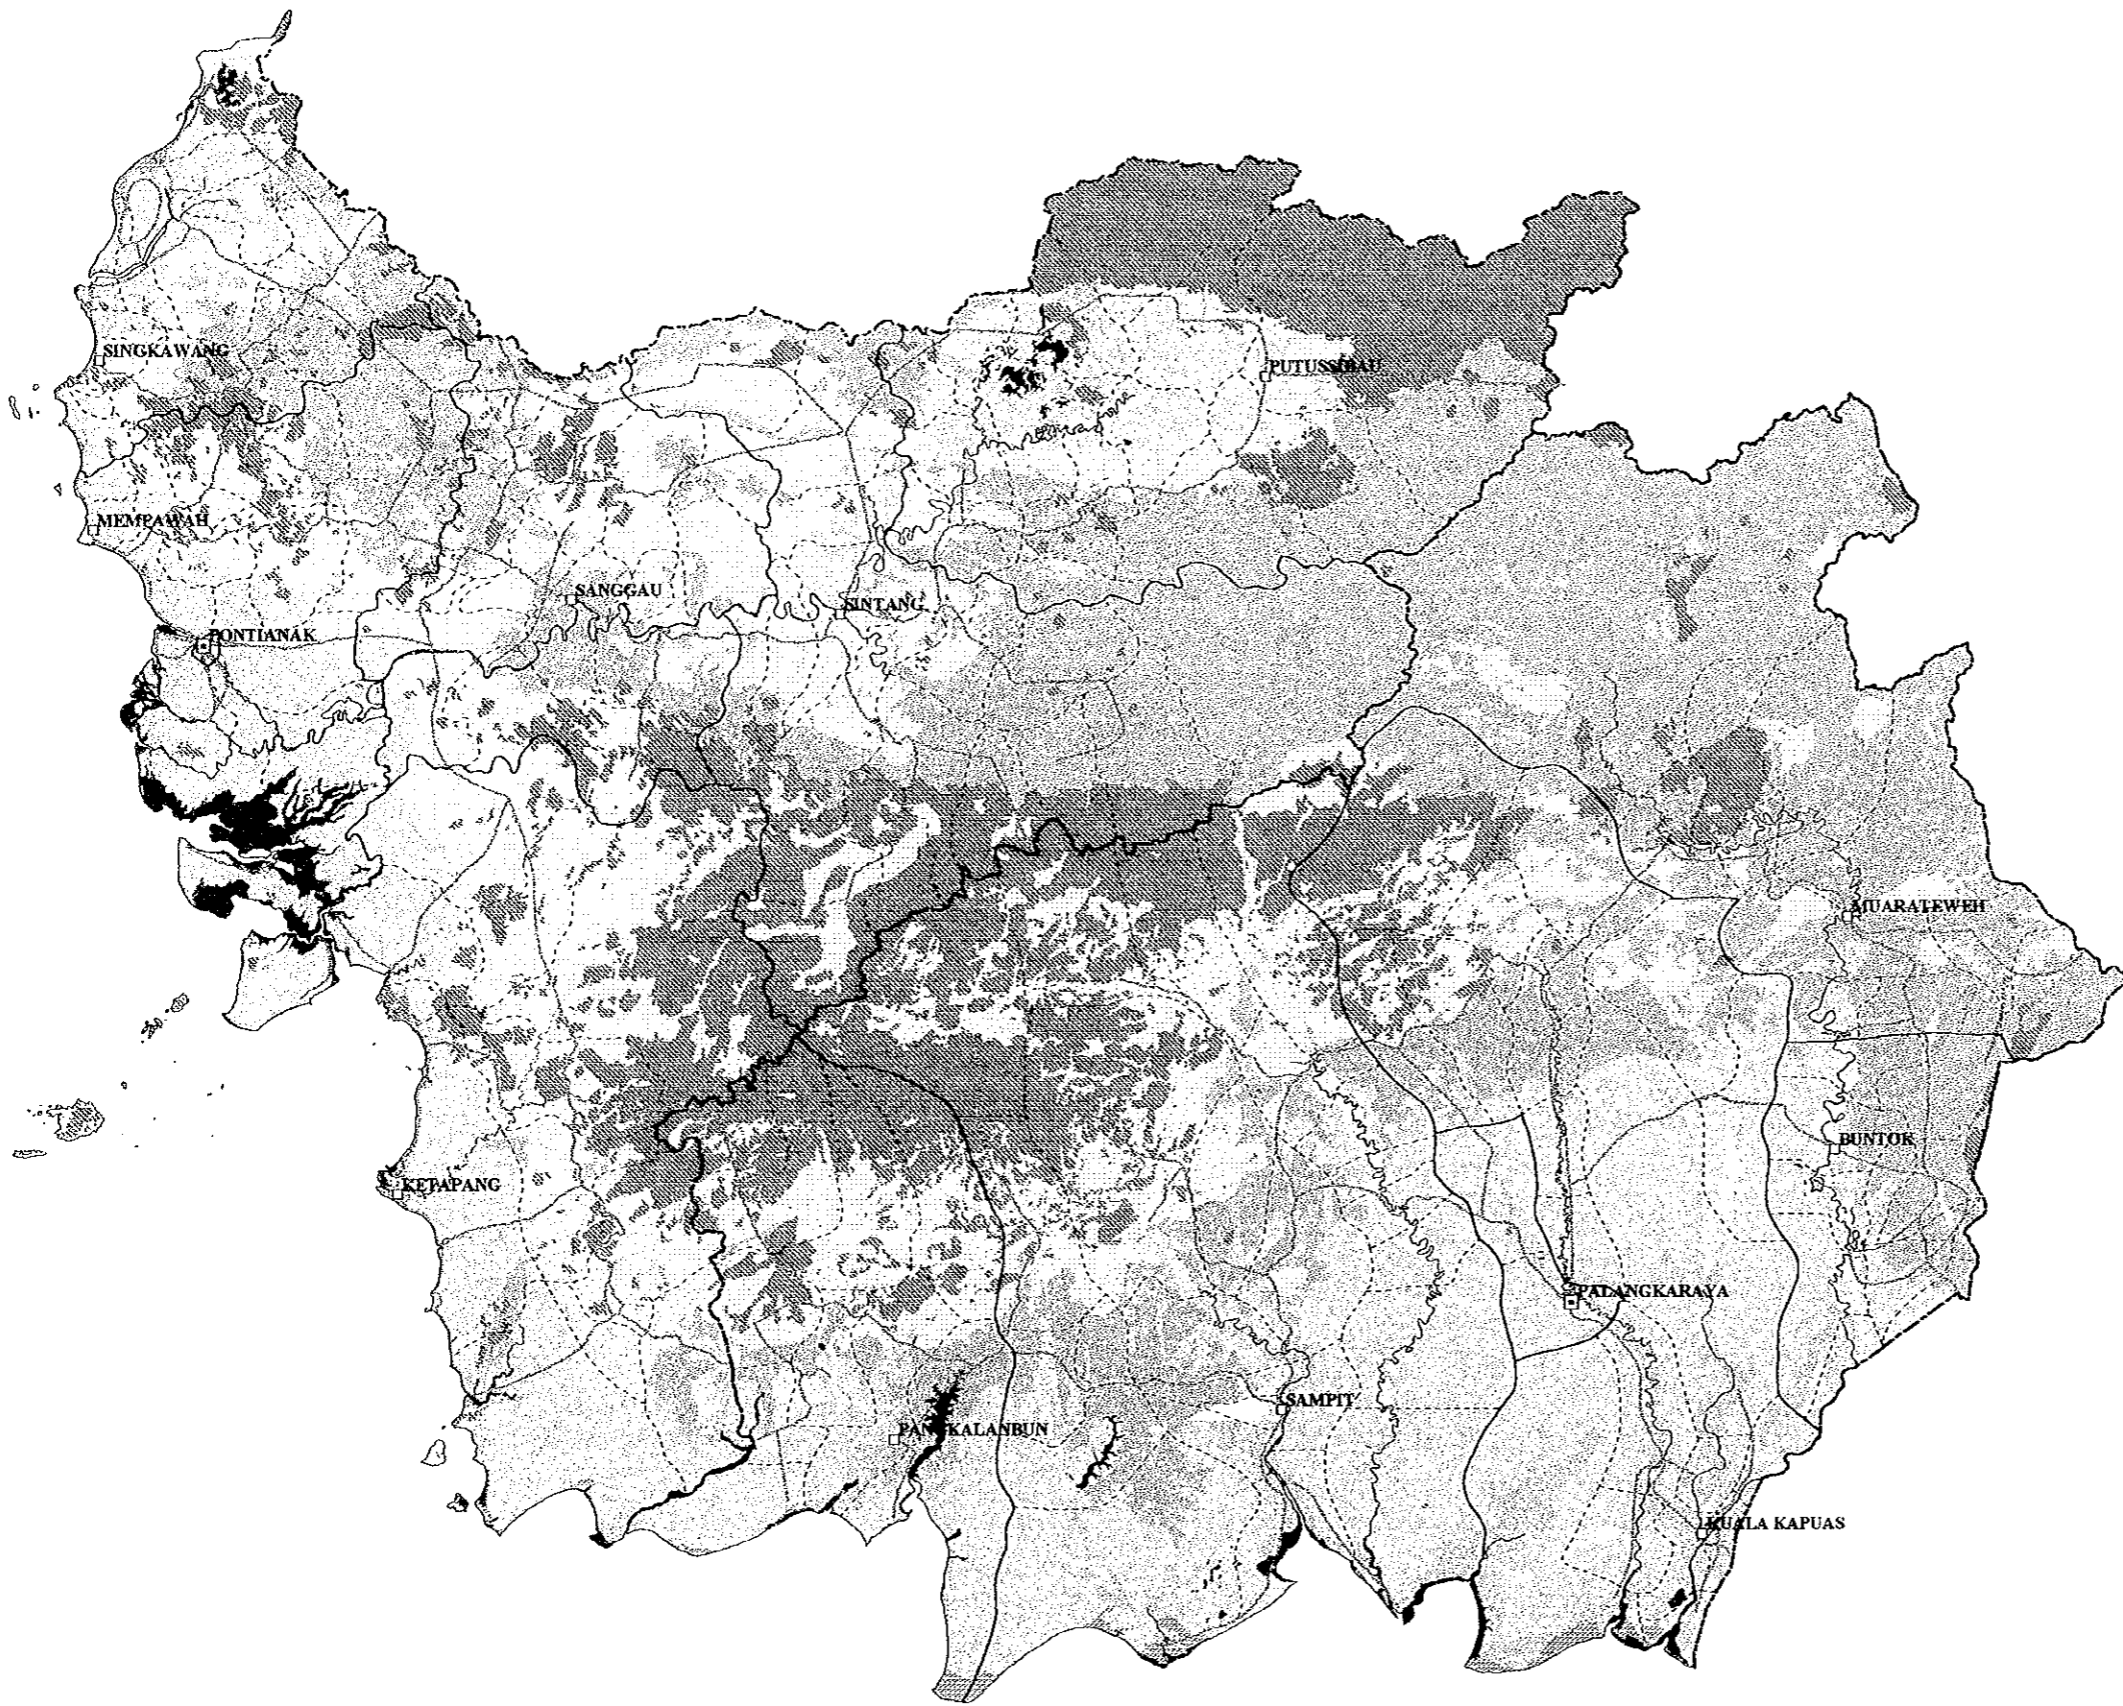 SINGKAWANG
PUTUSSIBAU
MEMPAWAH
SANGGAU
SINTANG
PONTIANAK
MUARATEWEH
BUNTOK
KETAPANG
PALANGKARAYA
SAMPIT
PANGKALANBUN
KUALA KAPUAS